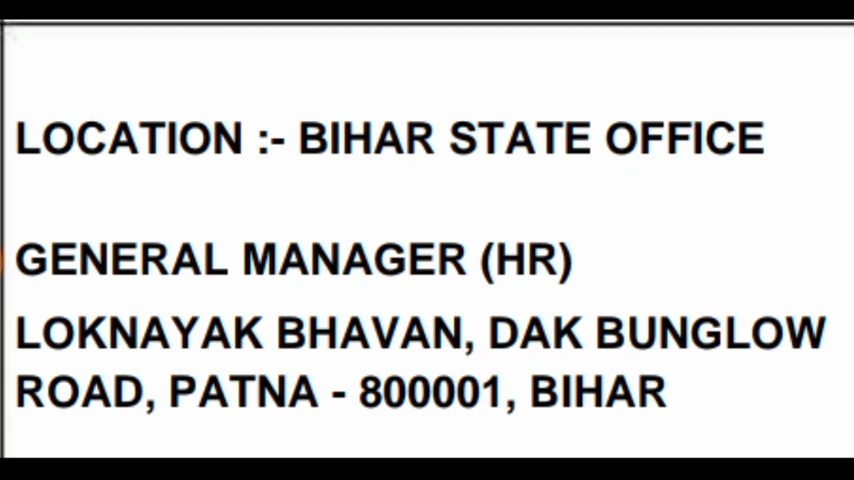 LOCATION :- BIHAR STATE OFFICE
GENERAL MANAGER (HR)
LOKNAYAK BHAVAN, DAK BUNGLOW
ROAD, PATNA - 800001, BIHAR